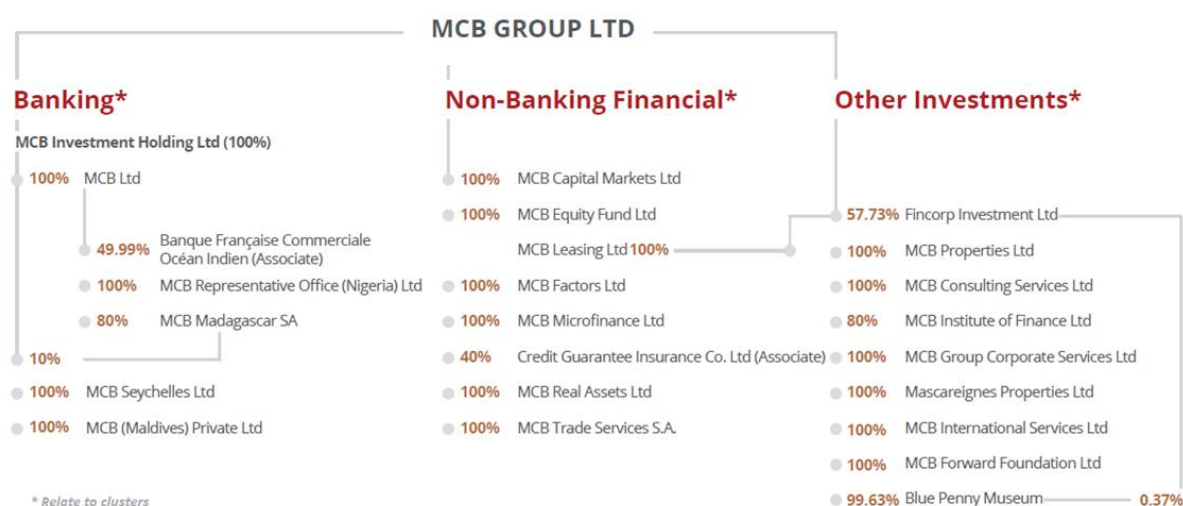 MCB GROUP LTD
Banking*
MCB Investment Holding Ltd (100%)
100% MCB Ltd
49.99% Banque Française Commerciale
Océan Indien (Associate)
100% MCB Representative Office (Nigeria) Ltd
80% MCB Madagascar SA
10%
100% MCB Seychelles Ltd
100% MCB (Maldives) Private Ltd
Non-Banking Financial*
100% MCB Capital Markets Ltd
100% MCB Equity Fund Ltd
MCB Leasing Ltd 100%
100% MCB Factors Ltd
100% MCB Microfinance Ltd
40% Credit Guarantee Insurance Co. Ltd (Associate)
100% MCB Real Assets Ltd
100% MCB Trade Services S.A.
Other Investments*
57.73% Fincorp Investment Ltd
100% MCB Properties Ltd
100% MCB Consulting Services Ltd
80% MCB Institute of Finance Ltd
100% MCB Group Corporate Services Ltd
100% Mascareignes Properties Ltd
100% MCB International Services Ltd
100% MCB Forward Foundation Ltd
99.63% Blue Penny Museum 0.37%
* Relate to clusters